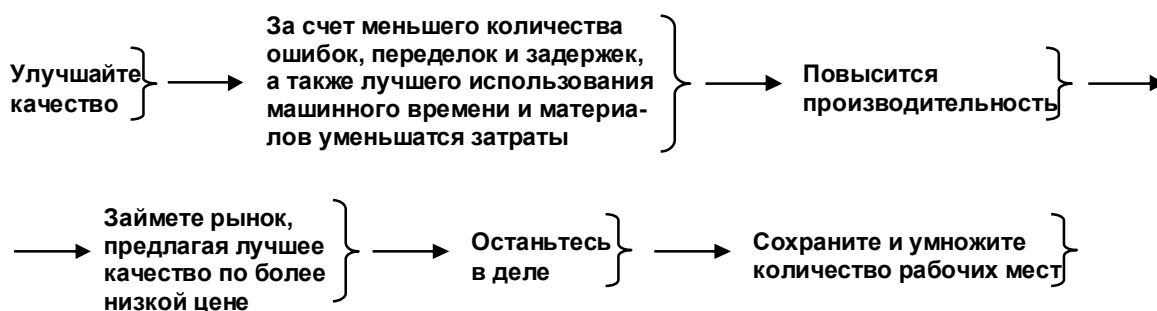 Улучшайте
качество
За счет меньшего количества
ошибок, переделок и задержек,
а также лучшего использования
машинного времени и материа-
лов уменьшатся затраты
Повысится
производительность
Займете рынок,
предлагая лучшее
качество по более
низкой цене
Останьтесь
в деле
Сохраните и умножите
количество рабочих мест